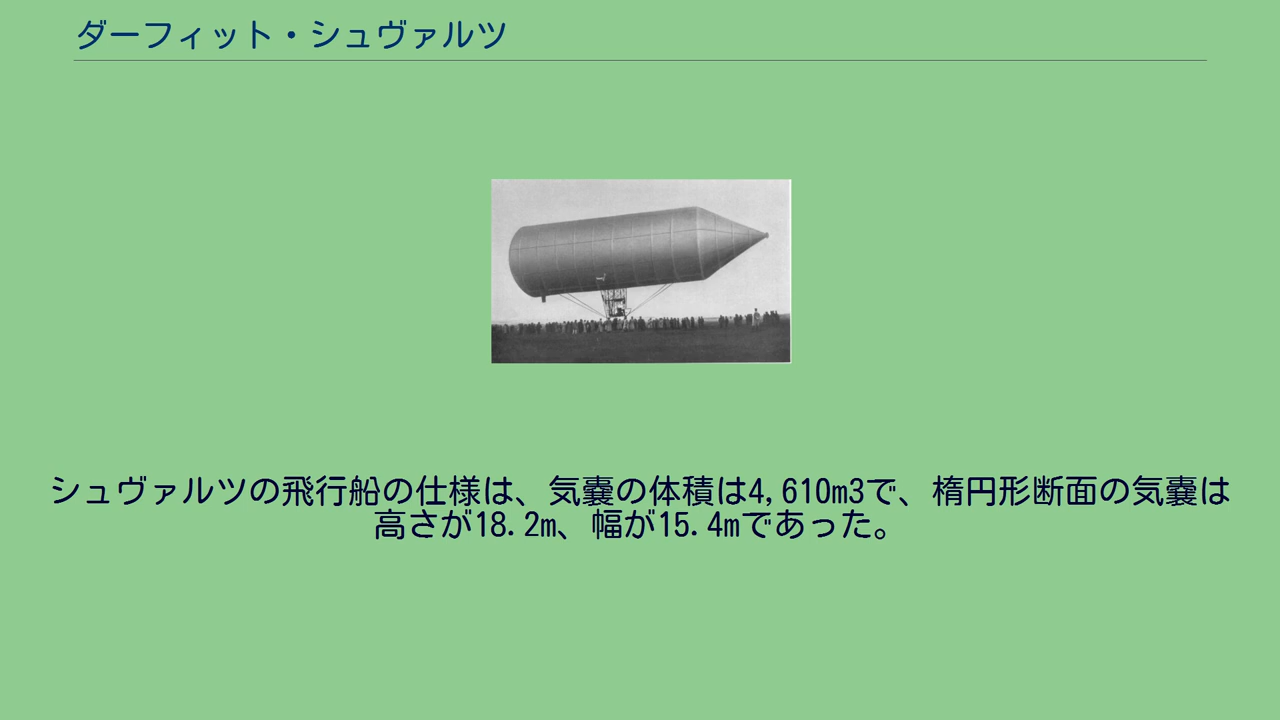 ダーフィット・シュヴァルツ
シュヴァルツの飛行船の仕様は、気嚢の体積は4,610m3で、楕円形断面の気嚢は
高さが18.2m、幅が15.4mであった。